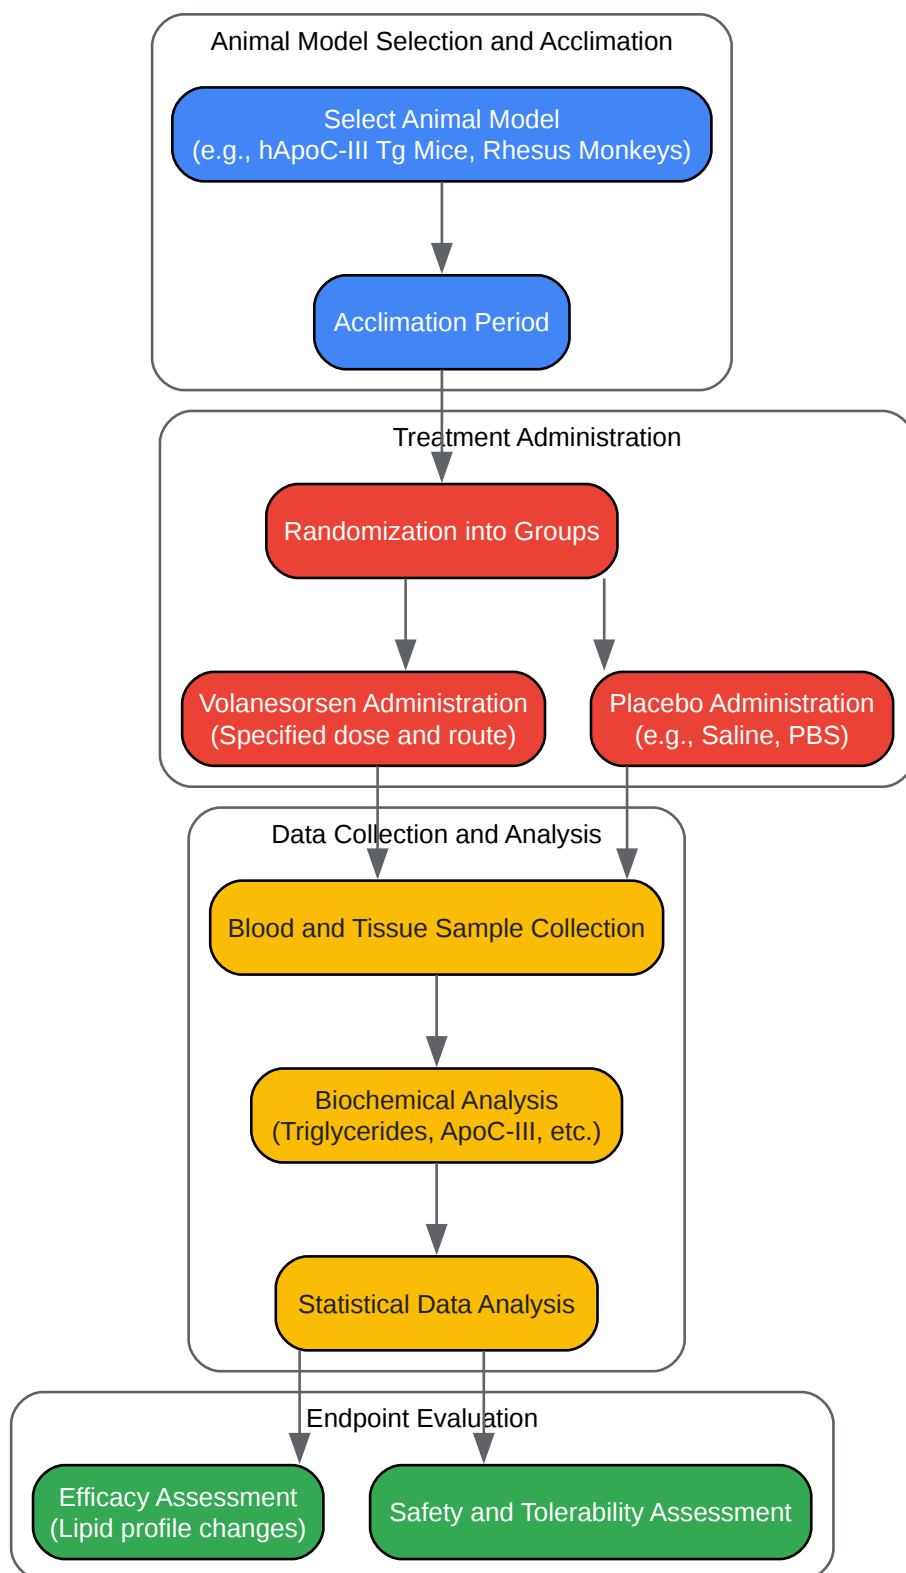 Animal Model Selection and Acclimation
Select Animal Model
(e.g., hApoC-III Tg Mice, Rhesus Monkeys)
Acclimation Period
Treatment Administration
Randomization into Groups
Volanesorsen Administration
(Specified dose and route)
Placebo Administration
(e.g., Saline, PBS)
Data Collection and Analysis
Blood and Tissue Sample Collection
Biochemical Analysis
(Triglycerides, ApoC-III, etc.)
Statistical Data Analysis
Endpoint Evaluation
Efficacy Assessment
(Lipid profile changes)
Safety and Tolerability Assessment